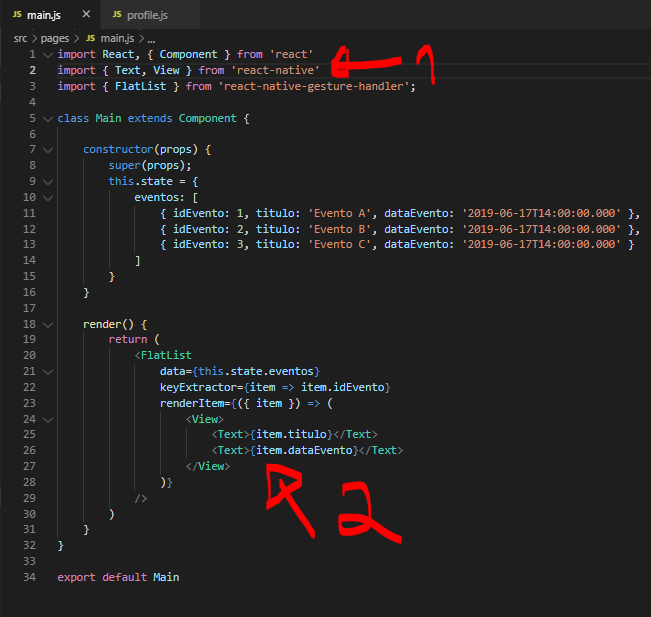 JS main.js × JS profile.js
src > pages > JS main.js > ...
1 import React, { Component } from 'react'
2 import { Text, View } from 'react-native' 1
3 import { FlatList } from 'react-native-gesture-handler';
4
5 class Main extends Component {
6
7 constructor(props) {
8 super(props);
9 this.state = {
10 eventos: [
11 { idEvento: 1, titulo: 'Evento A', dataEvento: '2019-06-17T14:00:00.000' },
12 { idEvento: 2, titulo: 'Evento B', dataEvento: '2019-06-17T14:00:00.000' },
13 { idEvento: 3, titulo: 'Evento C', dataEvento: '2019-06-17T14:00:00.000' }
14 ]
15 }
16 }
17
18 render() {
19 return (
20 <FlatList
21 data={this.state.eventos}
22 keyExtractor={item => item.idEvento}
23 renderItem={({ item }) => (
24 <View>
25 <Text>{item.titulo}</Text>
26 <Text>{item.dataEvento}</Text>
27 </View>
28 )}
29 />
30 )
31 }
32 }
33
34 export default Main
2